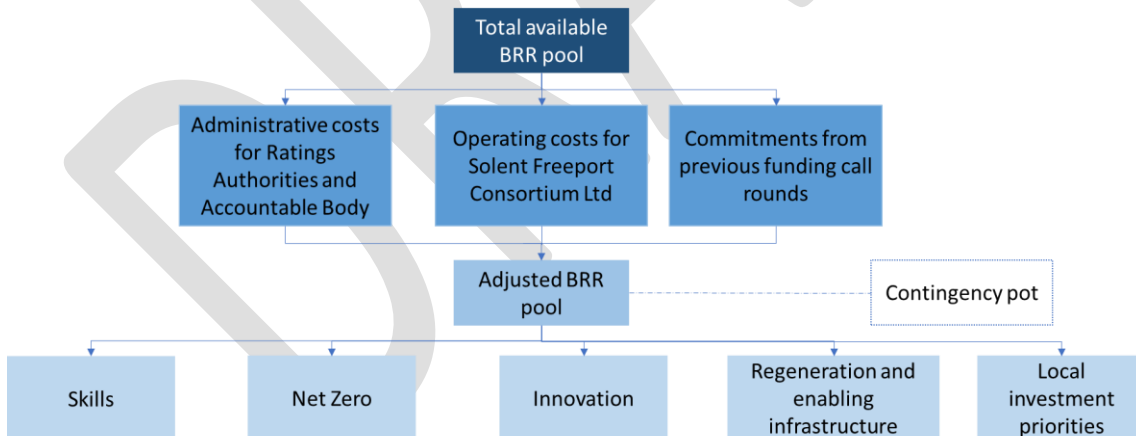 Total available
BRR pool
Administrative costs
for Ratings
Authorities and
Accountable Body
Operating costs for
Solent Freeport
Consortium Ltd
Commitments from
previous funding call
rounds
Adjusted BRR
pool
Contingency pot
Skills
Net Zero
Innovation
Regeneration and
enabling
infrastructure
Local
investment
priorities